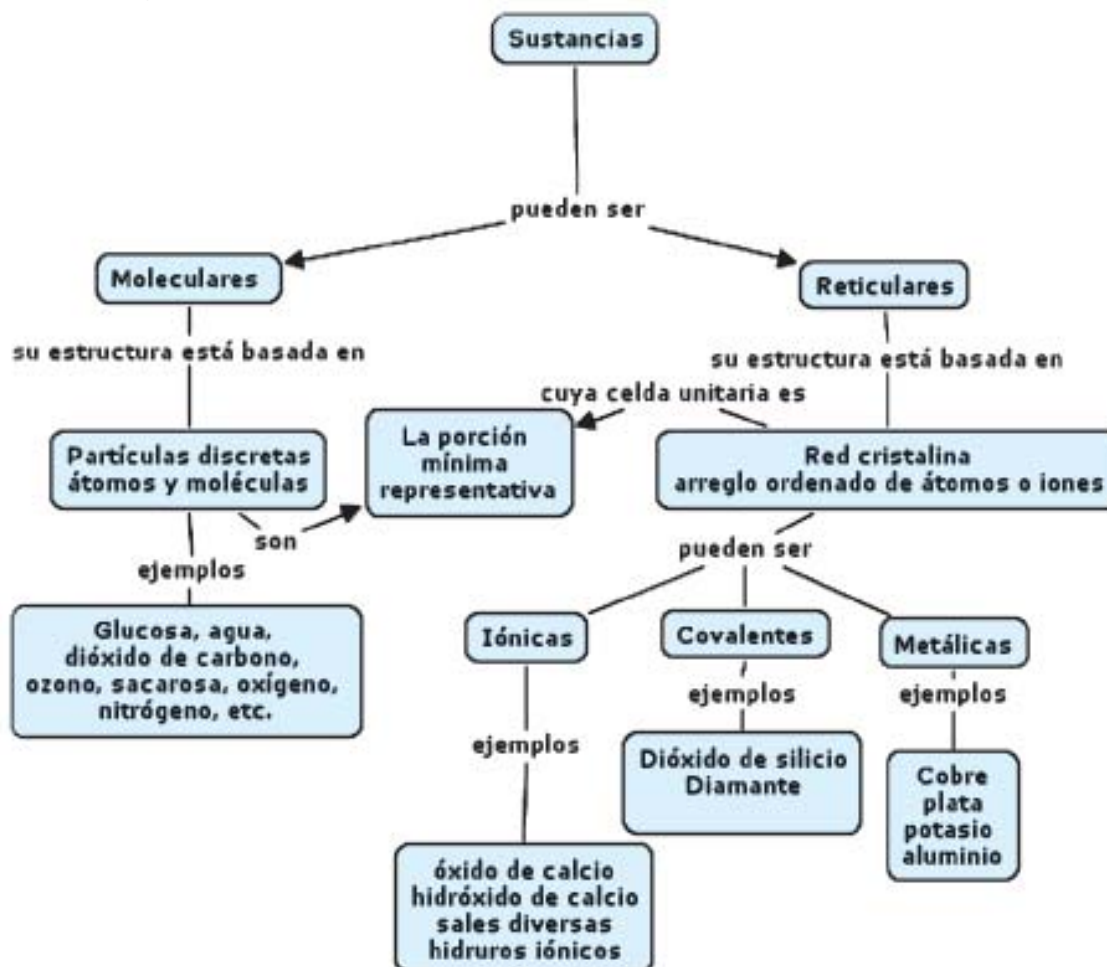 Sustancias
pueden ser
Moleculares
Reticulares
su estructura está basada en
su estructura está basada en
cuya celda unitaria es
Partículas discretas
átomos y moléculas
La porción
mínima
representativa
Red cristalina
arreglo ordenado de átomos o iones
son
ejemplos
pueden ser
Glucosa, agua,
dióxido de carbono,
ozono, sacarosa, oxígeno,
nitrógeno, etc.
Iónicas
Covalentes
Metálicas
ejemplos
ejemplos
ejemplos
óxido de calcio
hidróxido de calcio
sales diversas
hidruros iónicos
Dióxido de silicio
Diamante
Cobre
plata
potasio
aluminio